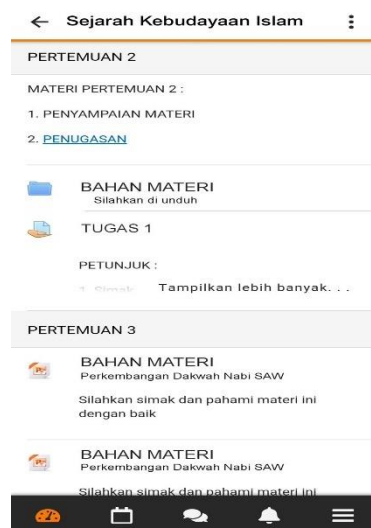 Sejarah Kebudayaan Islam
PERTEMUAN 2
MATERI PERTEMUAN 2 :
1. PENYAMPAIAN MATERI
2. PENUGASAN
BAHAN MATERI
Silahkan di unduh
TUGAS 1
PETUNJUK :
1. Simak Tampilkan lebih banyak. . .
PERTEMUAN 3
BAHAN MATERI
Perkembangan Dakwah Nabi SAW
Silahkan simak dan pahami materi ini
dengan baik
BAHAN MATERI
Perkembangan Dakwah Nabi SAW
Silahkan simak dan pahami materi ini